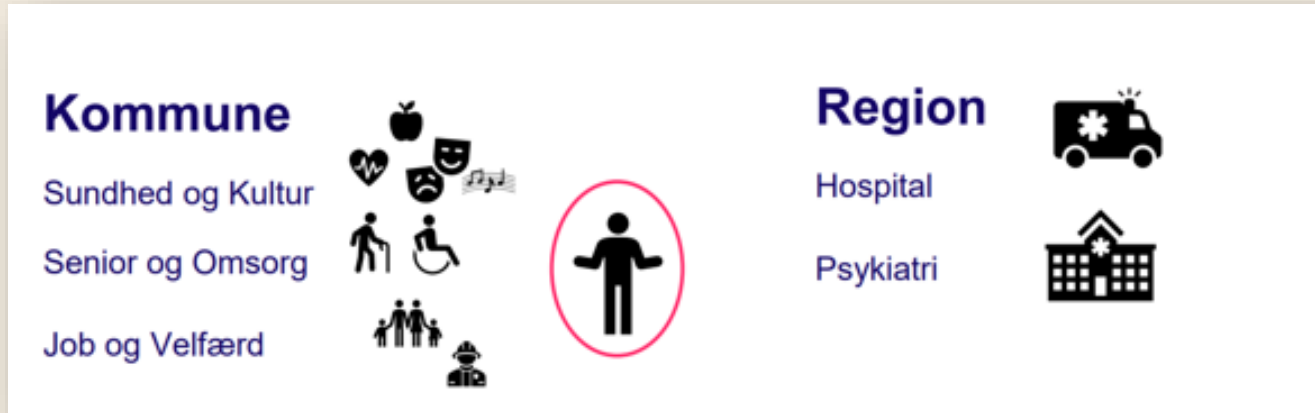 Kommune
Sundhed og Kultur
Senior og Omsorg
Job og Velfærd
Region
Hospital
Psykiatri